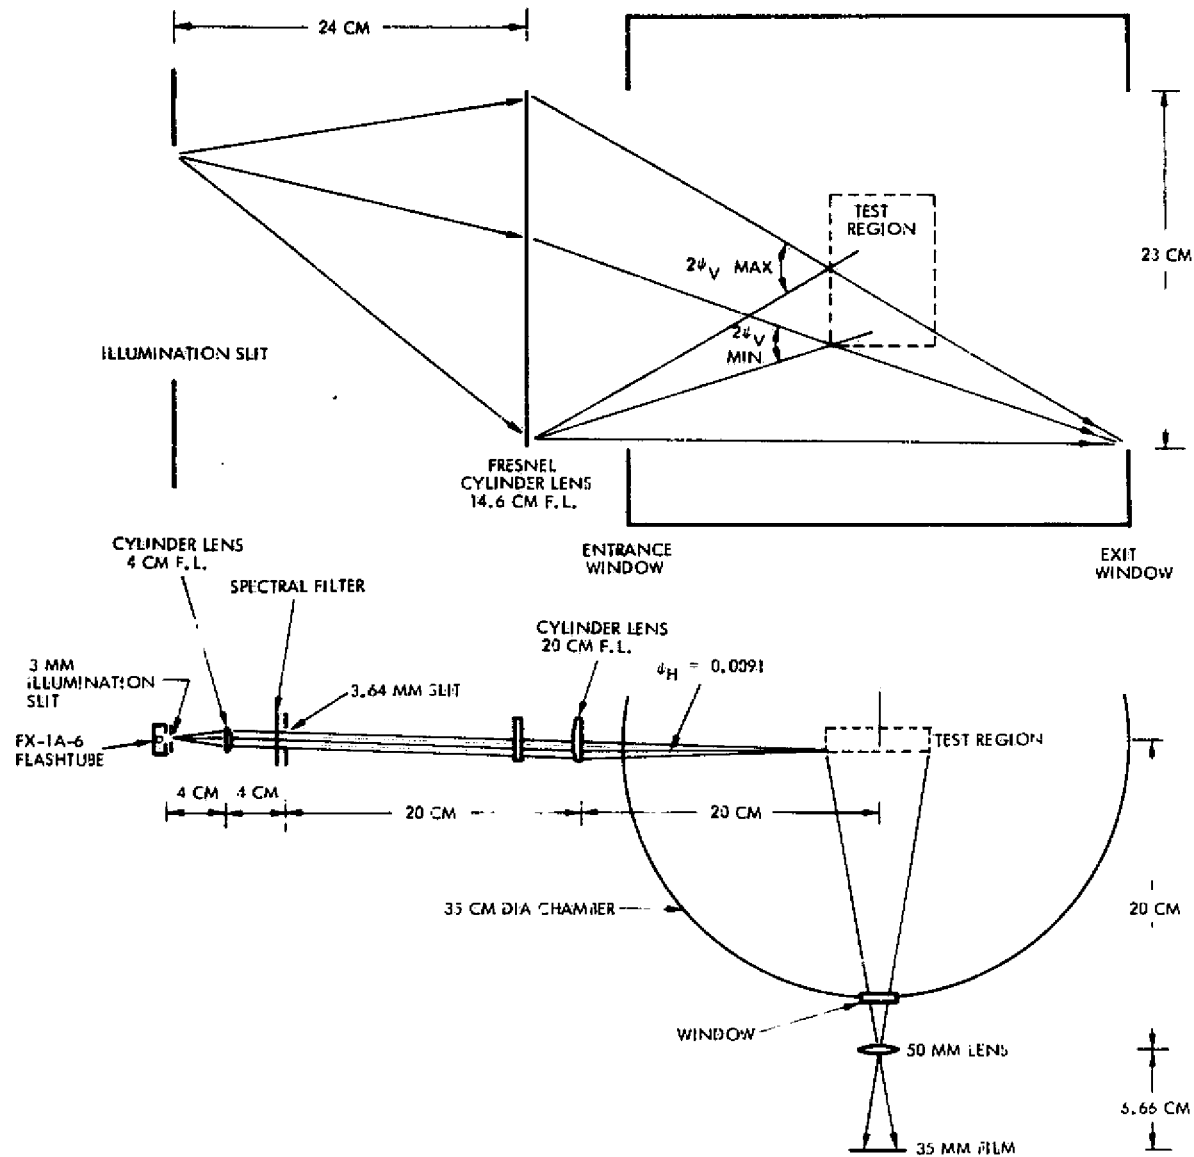 24 CM
TEST
REGION
2ψV MAX
23 CM
2ψV
MIN
ILLUMINATION SLIT
FRESNEL
CYLINDER LENS
14.6 CM F.L.
ENTRANCE
WINDOW
EXIT
WINDOW
CYLINDER LENS
4 CM F.L.
SPECTRAL FILTER
CYLINDER LENS
20 CM F.L.
ψH = 0.0091
3 MM
ILLUMINATION
SLIT
3.64 MM SLIT
FX-1A-6
FLASHTUBE
TEST REGION
4 CM
4 CM
20 CM
20 CM
35 CM DIA CHAMBER
20 CM
WINDOW
50 MM LENS
6.66 CM
35 MM FILM